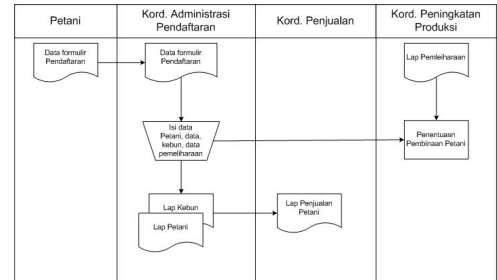 Petani
Kord. Administrasi
Pendaftaran
Kord. Penjualan
Kord. Peningkatan
Produksi
Data formulir
Pendaftaran
Data formulir
Pendaftaran
Lap Pemleiharaan
Isi data
Petani, data,
kebun, data
pemeliharaan
Penentuasn
Pembinaan Petani
Lap Kebun
Lap Petani
Lap Penjualan
Petani